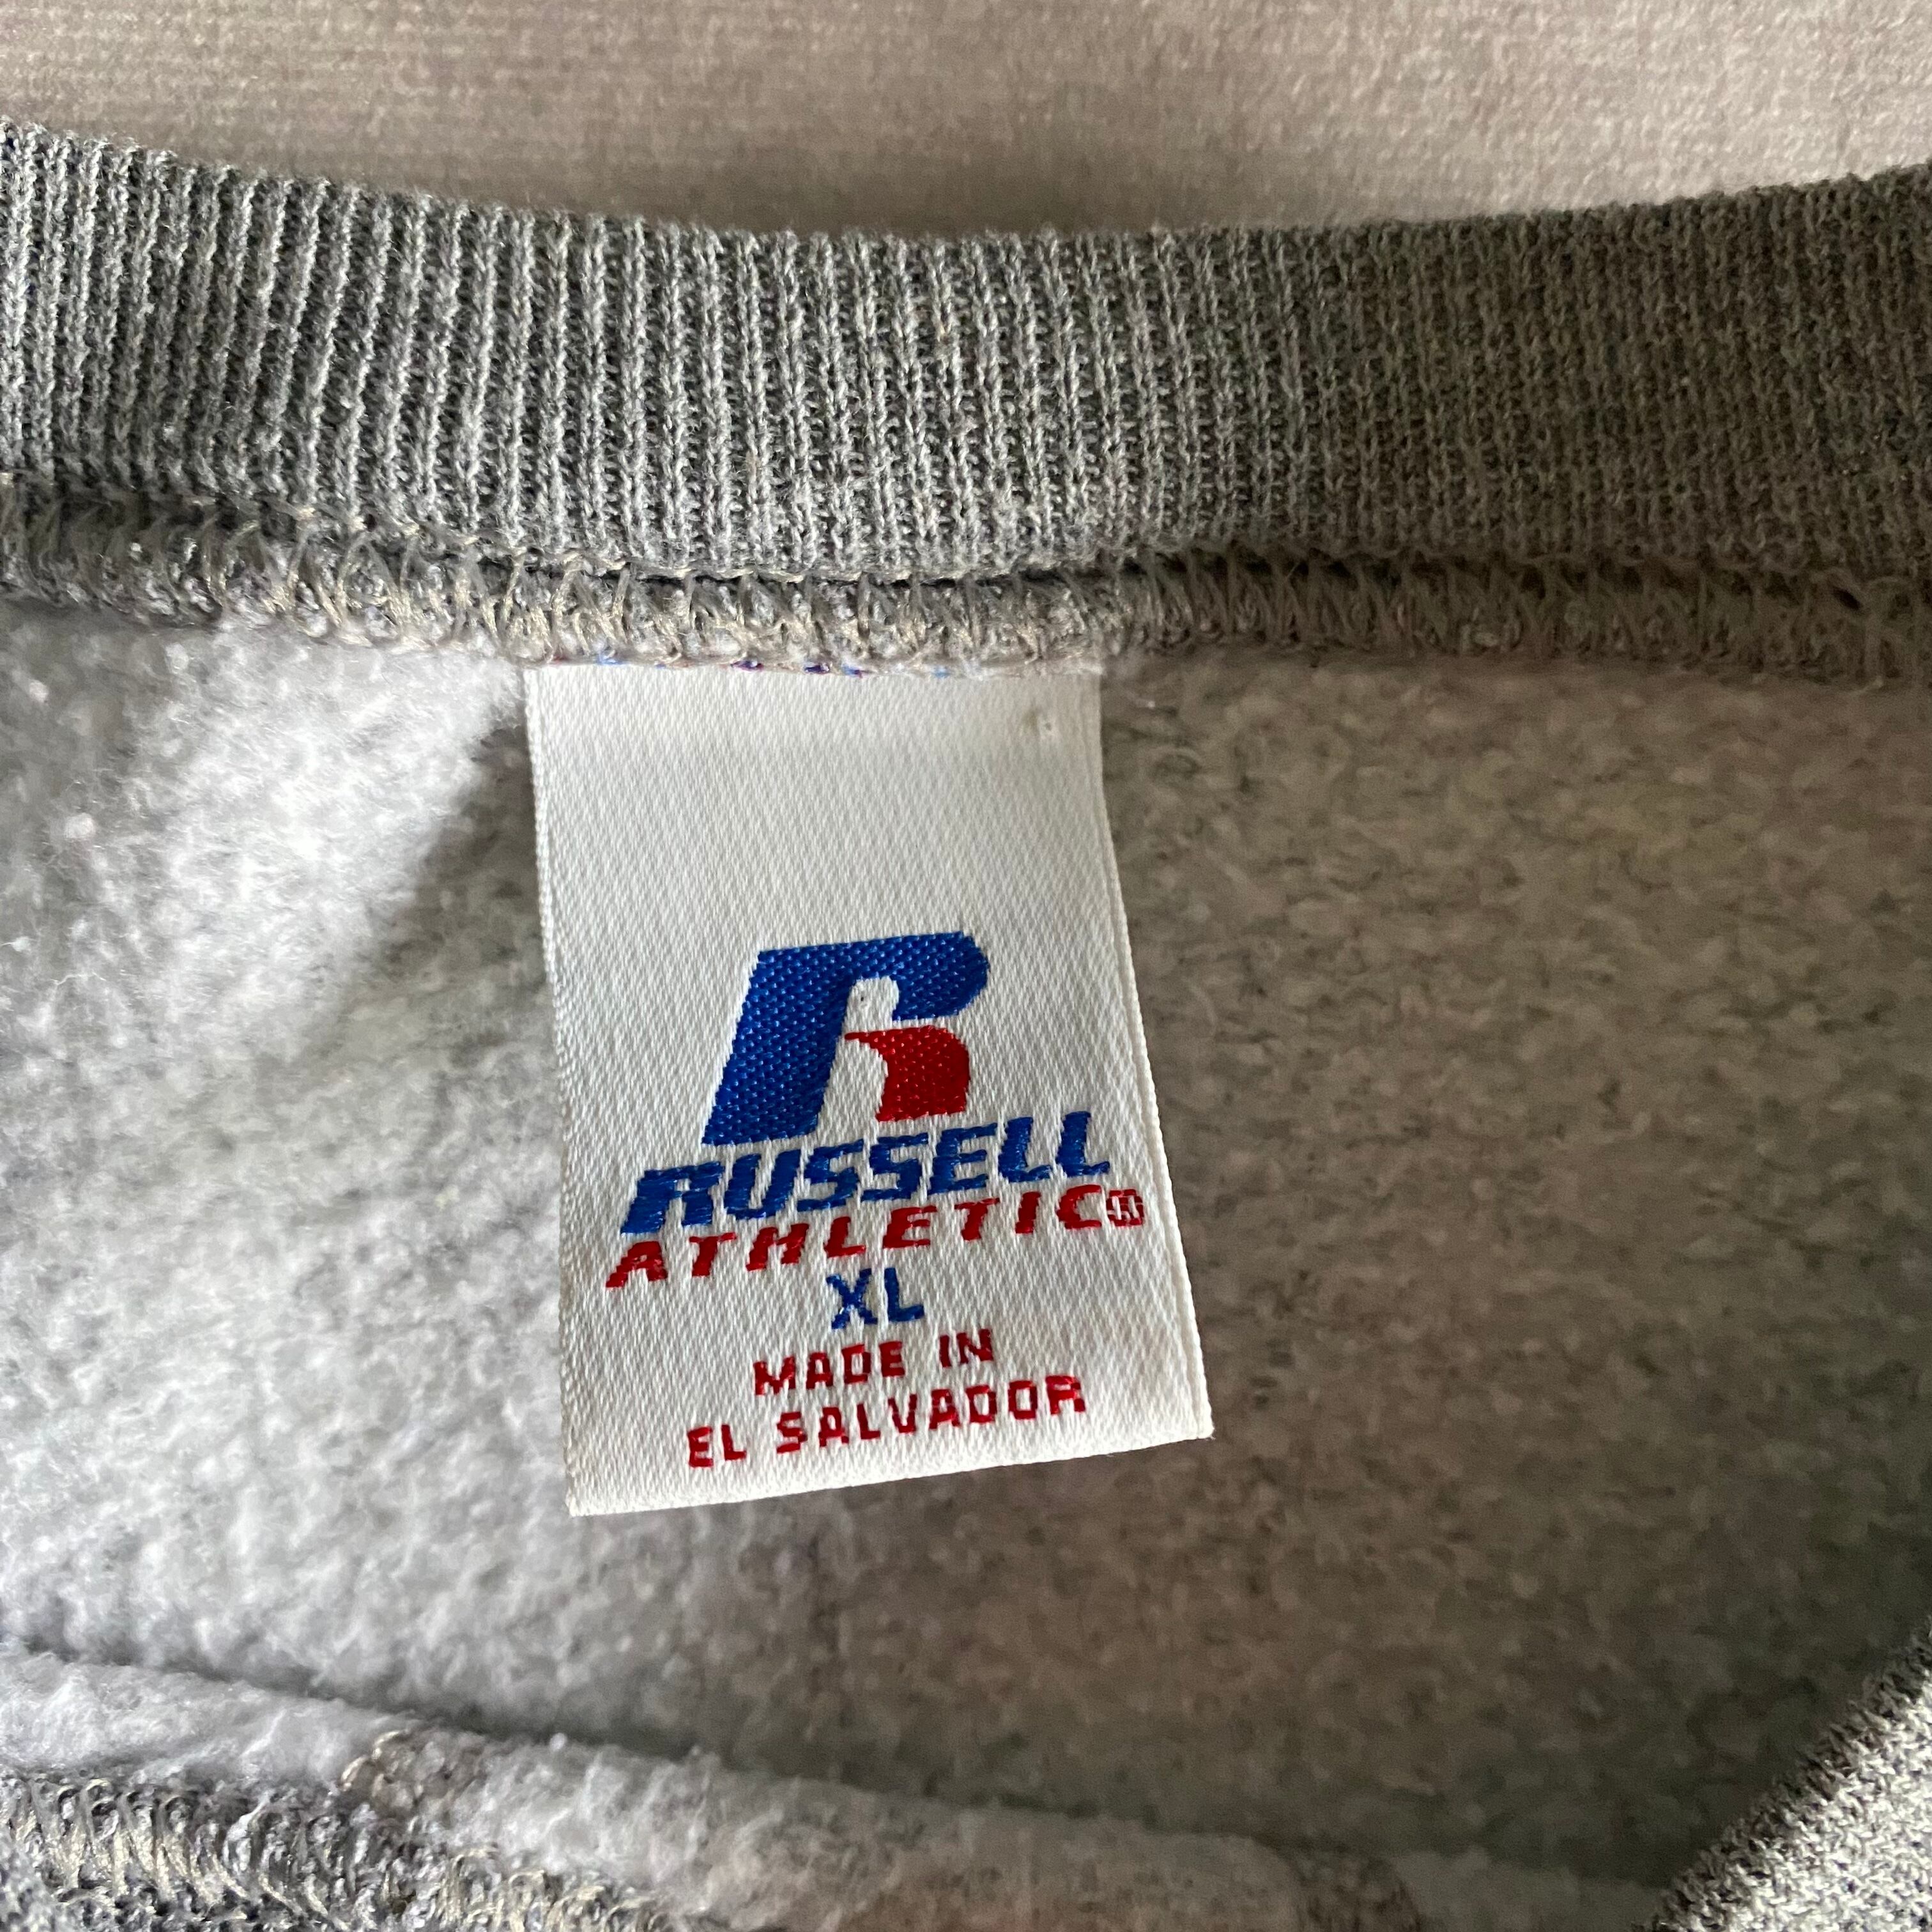 R
RUSSELL
ATHLETIC®
XL
MADE IN
EL SALVADOR